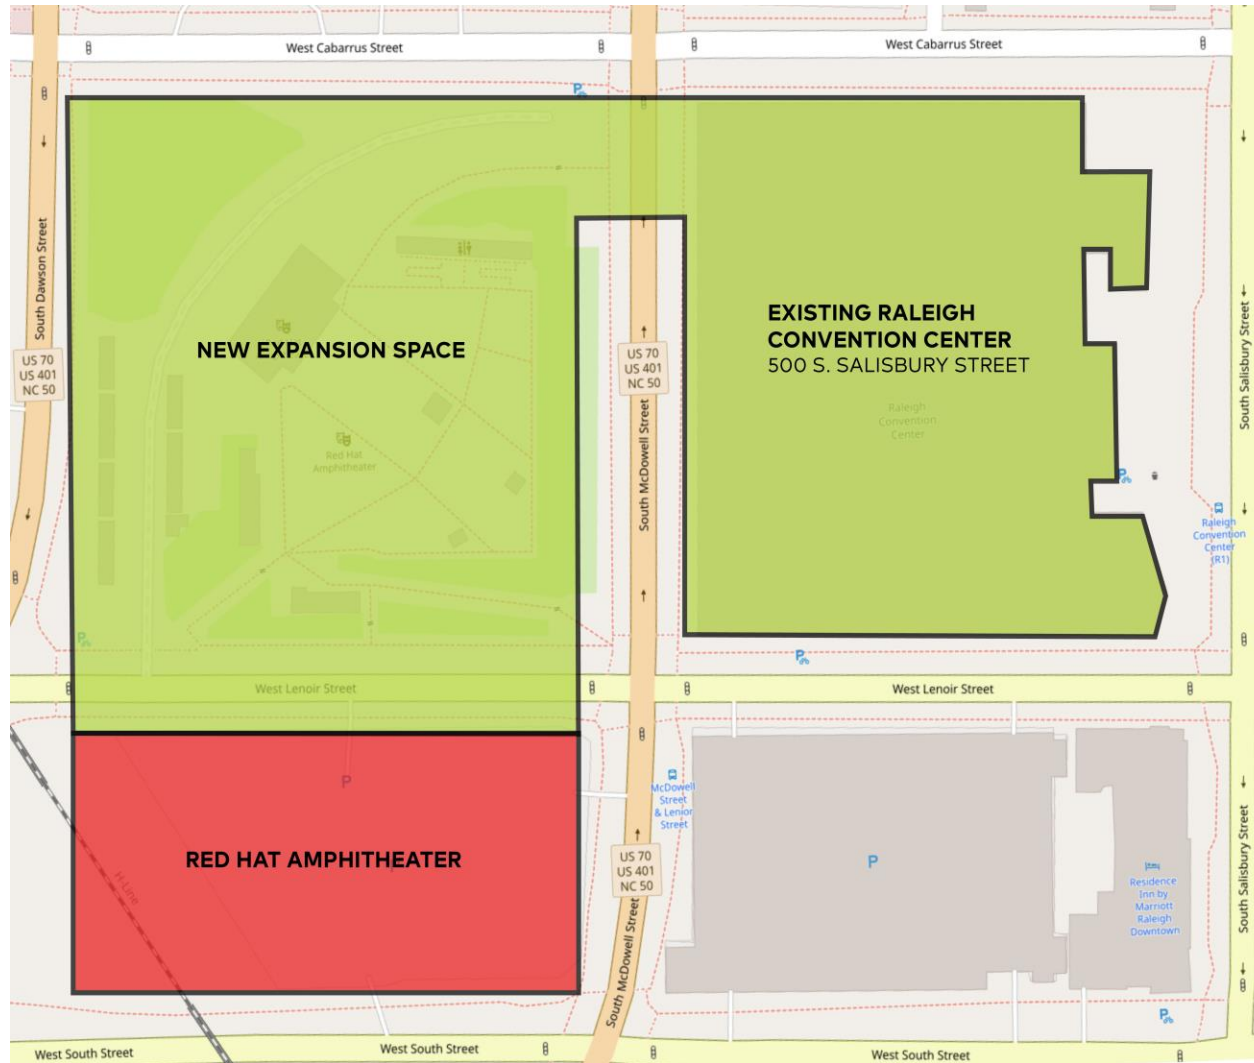 West Cabarrus Street
West Cabarrus Street
P
South Dawson Street
US 70
US 401
NC 50
NEW EXPANSION SPACE
Red Hat
Amphitheater
P
US 70
US 401
NC 50
South McDowell Street
EXISTING RALEIGH
CONVENTION CENTER
500 S. SALISBURY STREET
Raleigh
Convention
Center
South Salisbury Street
P
Raleigh
Convention
Center
(R1)
P
West Lenoir Street
West Lenoir Street
P
RED HAT AMPHITHEATER
H-Line
McDowell
Street
& Lenior
Street
US 70
US 401
NC 50
South McDowell Street
P
Residence
Inn by
Marriott
Raleigh
Downtown
South Salisbury Street
P
West South Street
West South Street
West South Street